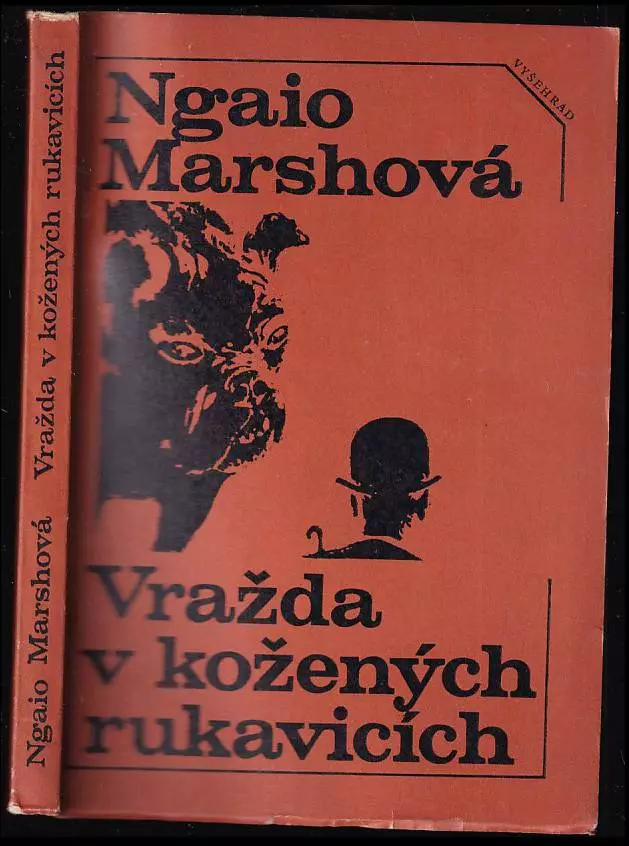 Ngaio Marshová Vražda v kožených rukavicích
VYŠEHRAD
Ngaio
Marshová
Vražda
v kožených
rukavicích